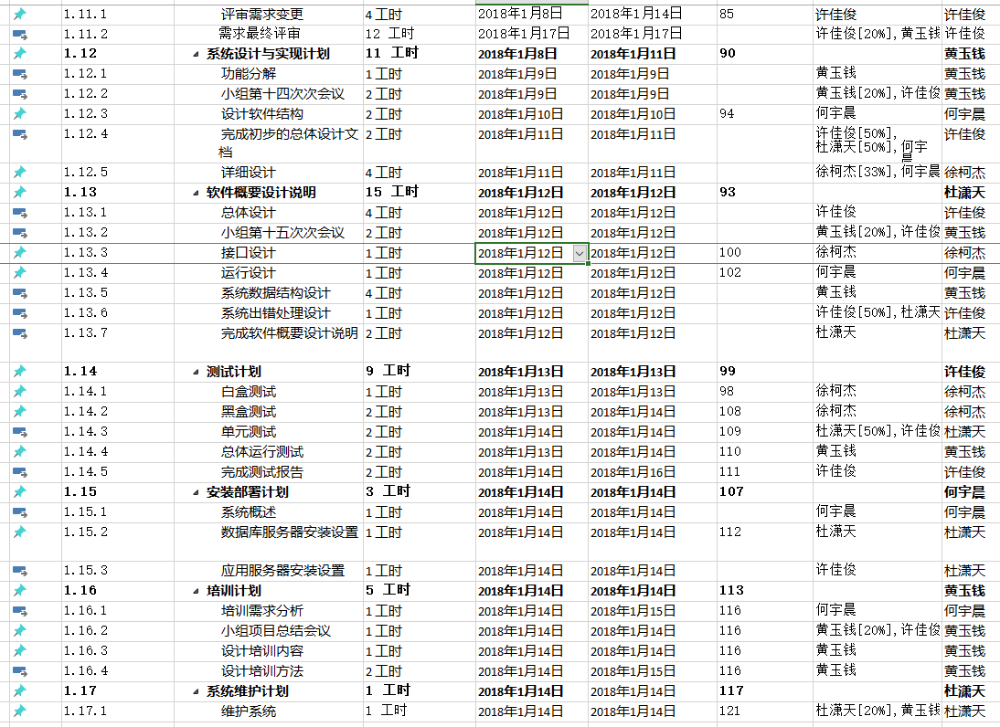 1.11.1 评审需求变更 4 工时 2018年1月8日 2018年1月14日 85 许佳俊 许佳俊
1.11.2 需求最终评审 12 工时 2018年1月17日 2018年1月17日 许佳俊[20%],黄玉钱 许佳俊
1.12 系统设计与实现计划 11 工时 2018年1月8日 2018年1月11日 90 黄玉钱
1.12.1 功能分解 1 工时 2018年1月9日 2018年1月9日 黄玉钱 黄玉钱
1.12.2 小组第十四次次会议 2 工时 2018年1月9日 2018年1月9日 黄玉钱[20%],许佳俊 黄玉钱
1.12.3 设计软件结构 2 工时 2018年1月10日 2018年1月10日 94 何宇晨 何宇晨
1.12.4 完成初步的总体设计文 2 工时 2018年1月11日 2018年1月11日 许佳俊[50%], 许佳俊
档 杜潇天[50%],何宇
晨
1.12.5 详细设计 4 工时 2018年1月11日 2018年1月11日 徐柯杰[33%],何宇晨 徐柯杰
1.13 软件概要设计说明 15 工时 2018年1月12日 2018年1月12日 93 杜潇天
1.13.1 总体设计 4 工时 2018年1月12日 2018年1月12日 许佳俊 许佳俊
1.13.2 小组第十五次次会议 2 工时 2018年1月12日 2018年1月12日 黄玉钱[20%],许佳俊 黄玉钱
1.13.3 接口设计 1 工时 2018年1月12日 2018年1月12日 100 徐柯杰 徐柯杰
1.13.4 运行设计 1 工时 2018年1月12日 2018年1月12日 102 何宇晨 何宇晨
1.13.5 系统数据结构设计 4 工时 2018年1月12日 2018年1月12日 黄玉钱 黄玉钱
1.13.6 系统出错处理设计 1 工时 2018年1月12日 2018年1月12日 许佳俊[50%],杜潇天 许佳俊
1.13.7 完成软件概要设计说明 2 工时 2018年1月12日 2018年1月12日 杜潇天 杜潇天
1.14 测试计划 9 工时 2018年1月13日 2018年1月13日 99 许佳俊
1.14.1 白盒测试 1 工时 2018年1月13日 2018年1月13日 98 徐柯杰 徐柯杰
1.14.2 黑盒测试 2 工时 2018年1月13日 2018年1月13日 108 徐柯杰 徐柯杰
1.14.3 单元测试 2 工时 2018年1月14日 2018年1月14日 109 杜潇天[50%],许佳俊 杜潇天
1.14.4 总体运行测试 2 工时 2018年1月13日 2018年1月14日 110 黄玉钱 黄玉钱
1.14.5 完成测试报告 2 工时 2018年1月14日 2018年1月16日 111 许佳俊 许佳俊
1.15 安装部署计划 3 工时 2018年1月14日 2018年1月14日 107 何宇晨
1.15.1 系统概述 1 工时 2018年1月14日 2018年1月14日 何宇晨 何宇晨
1.15.2 数据库服务器安装设置 1 工时 2018年1月14日 2018年1月14日 112 杜潇天 杜潇天
1.15.3 应用服务器安装设置 1 工时 2018年1月14日 2018年1月14日 许佳俊 杜潇天
1.16 培训计划 5 工时 2018年1月14日 2018年1月14日 113 黄玉钱
1.16.1 培训需求分析 1 工时 2018年1月14日 2018年1月15日 116 何宇晨 何宇晨
1.16.2 小组项目总结会议 1 工时 2018年1月14日 2018年1月14日 116 黄玉钱[20%],许佳俊 黄玉钱
1.16.3 设计培训内容 1 工时 2018年1月14日 2018年1月14日 116 黄玉钱 黄玉钱
1.16.4 设计培训方法 2 工时 2018年1月14日 2018年1月15日 116 黄玉钱 黄玉钱
1.17 系统维护计划 1 工时 2018年1月14日 2018年1月14日 117 杜潇天
1.17.1 维护系统 1 工时 2018年1月14日 2018年1月14日 121 杜潇天[20%],黄玉钱 杜潇天